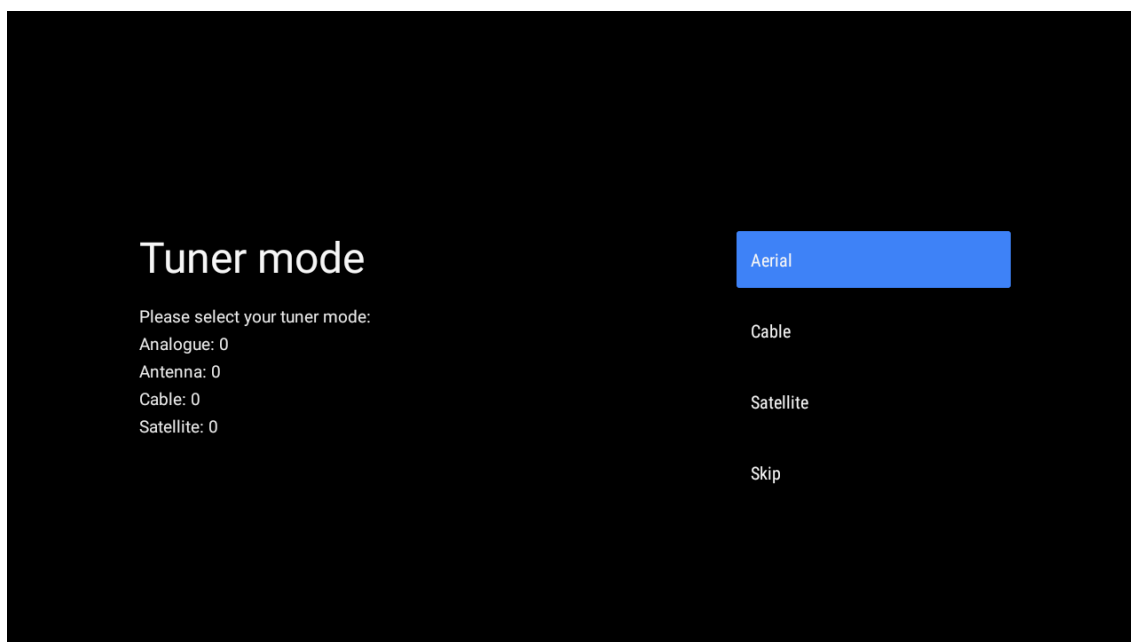 Tuner mode
Please select your tuner mode:
Analogue: 0
Antenna: 0
Cable: 0
Satellite: 0
Aerial
Cable
Satellite
Skip